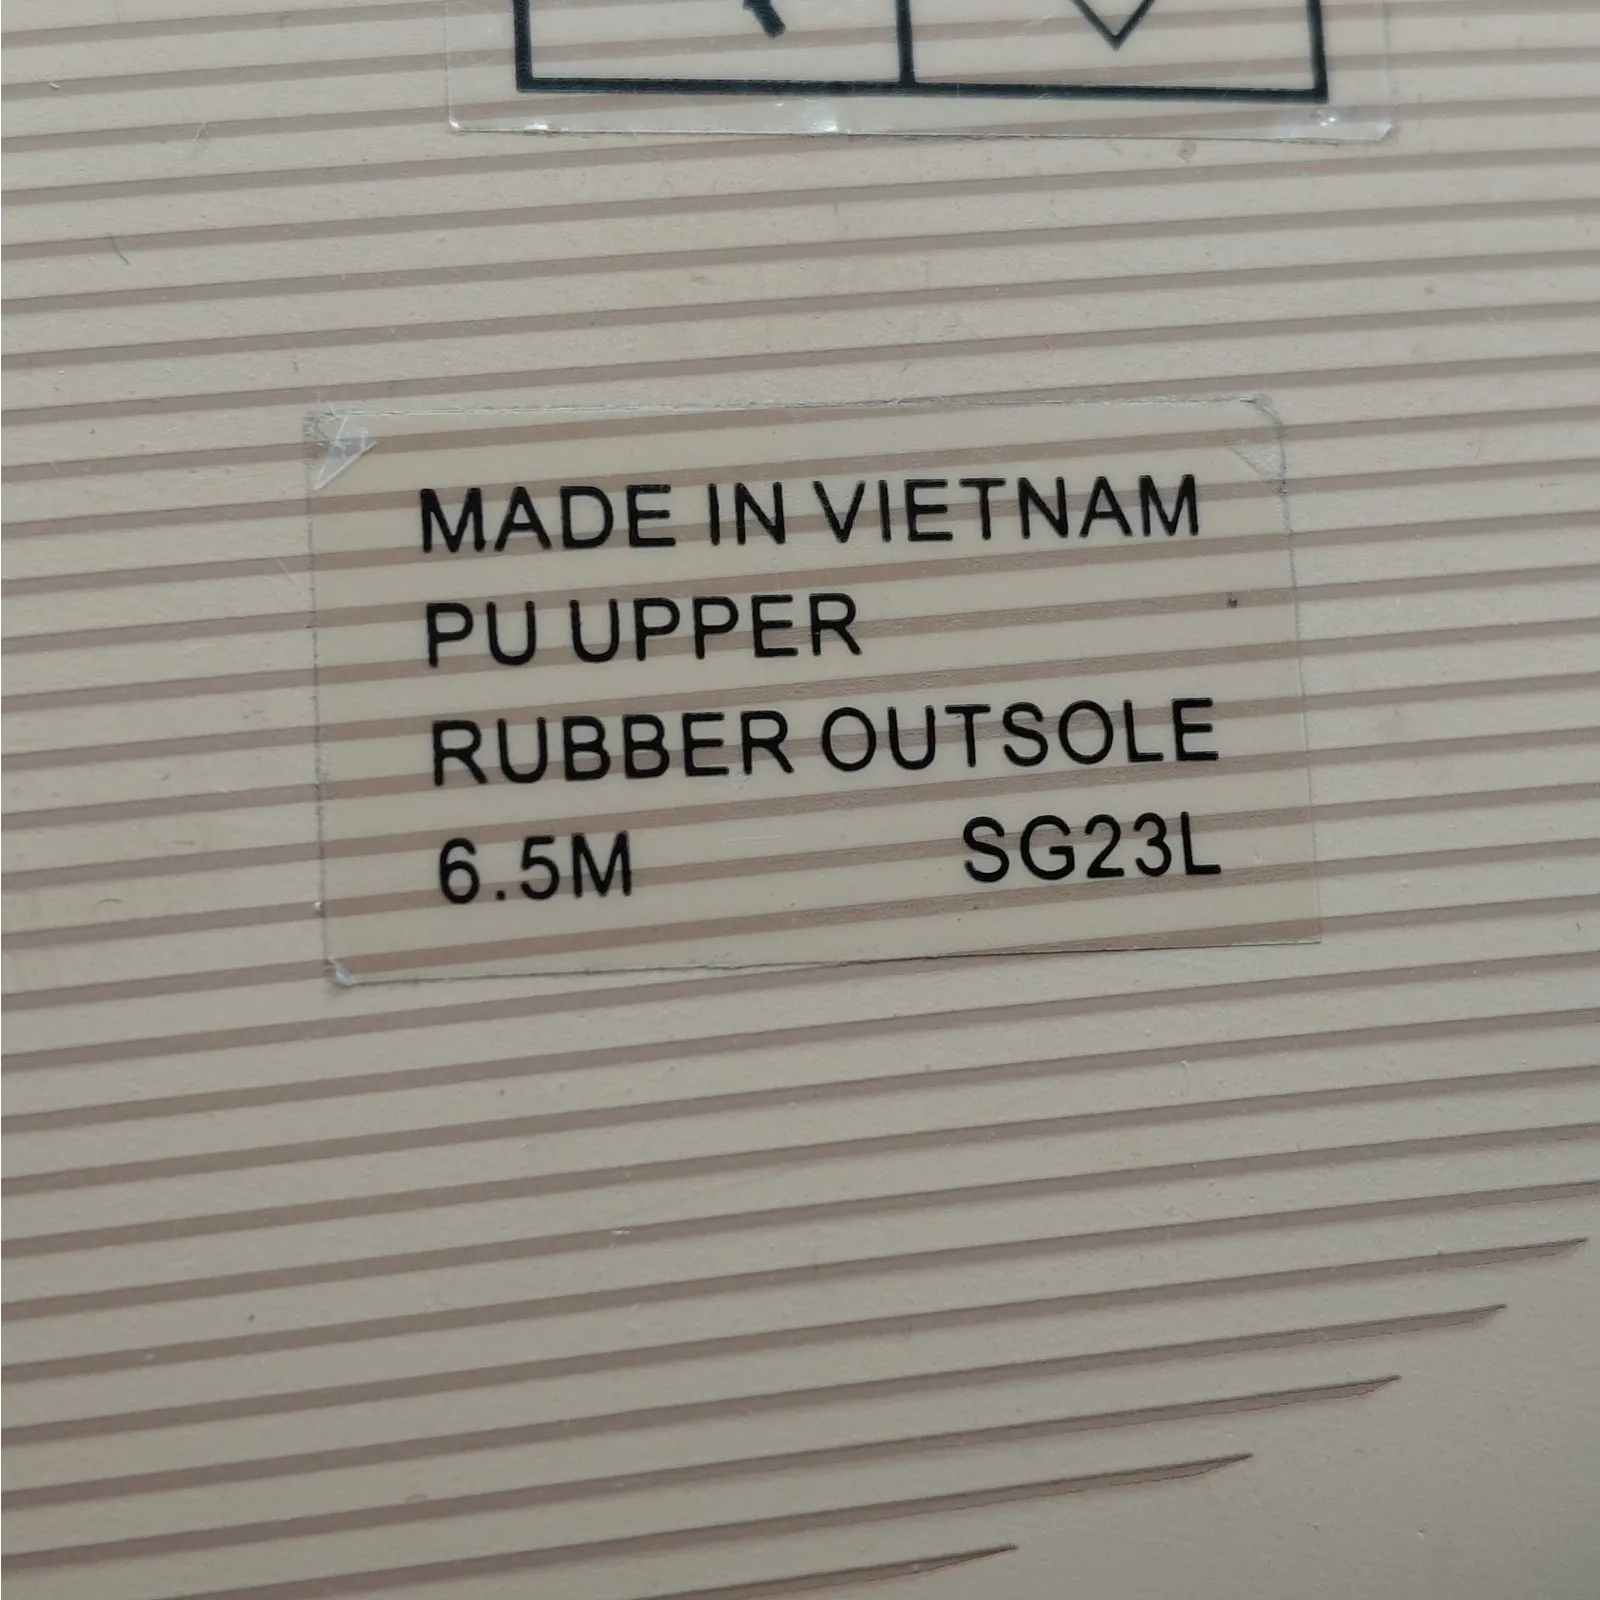 MADE IN VIETNAM
PU UPPER
RUBBER OUTSOLE
6.5M SG23L